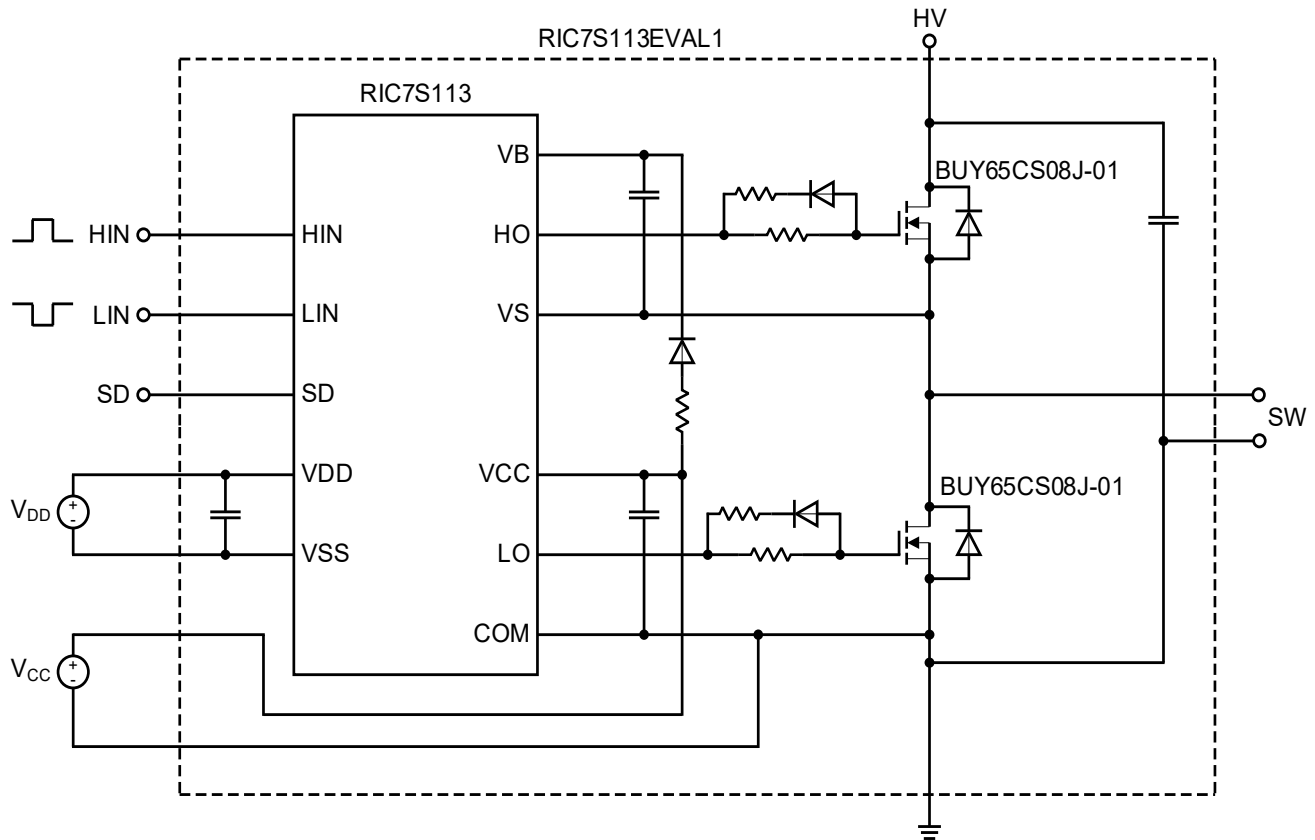 HV
RIC7S113EVAL1
RIC7S113
VB
BUY65CS08J-01
HIN
HIN
HO
LIN
LIN
VS
SD
SD
SW
VDD
VCC
BUY65CS08J-01
VDD
+
-
VSS
LO
COM
VCC
+
-